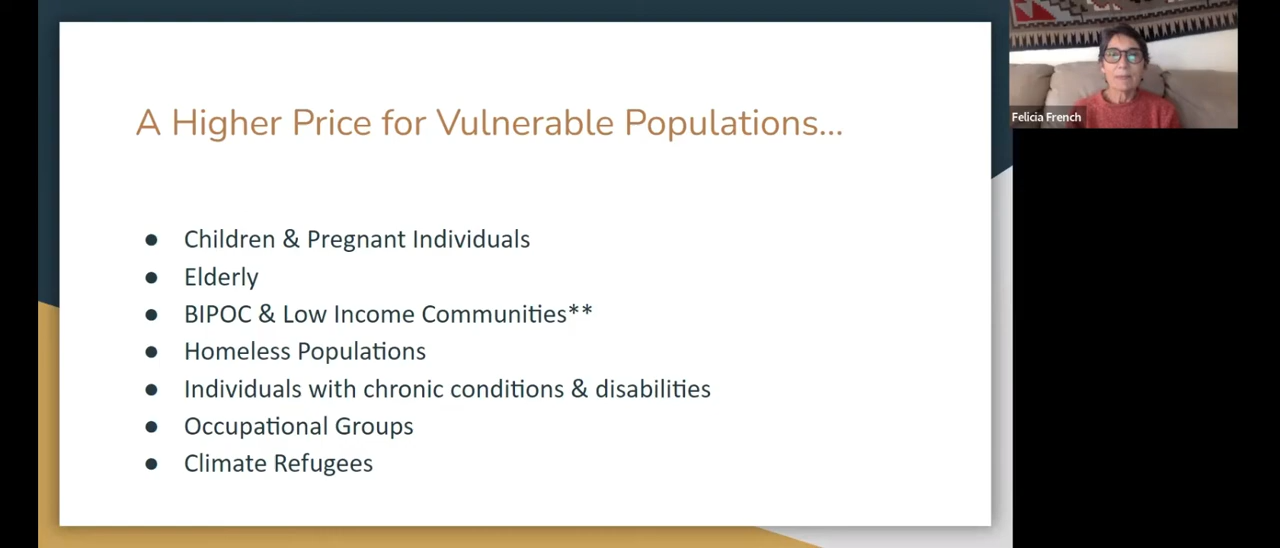 A Higher Price for Vulnerable Populations...
● Children & Pregnant Individuals
● Elderly
● BIPOC & Low Income Communities**
● Homeless Populations
● Individuals with chronic conditions & disabilities
● Occupational Groups
● Climate Refugees
Felicia French